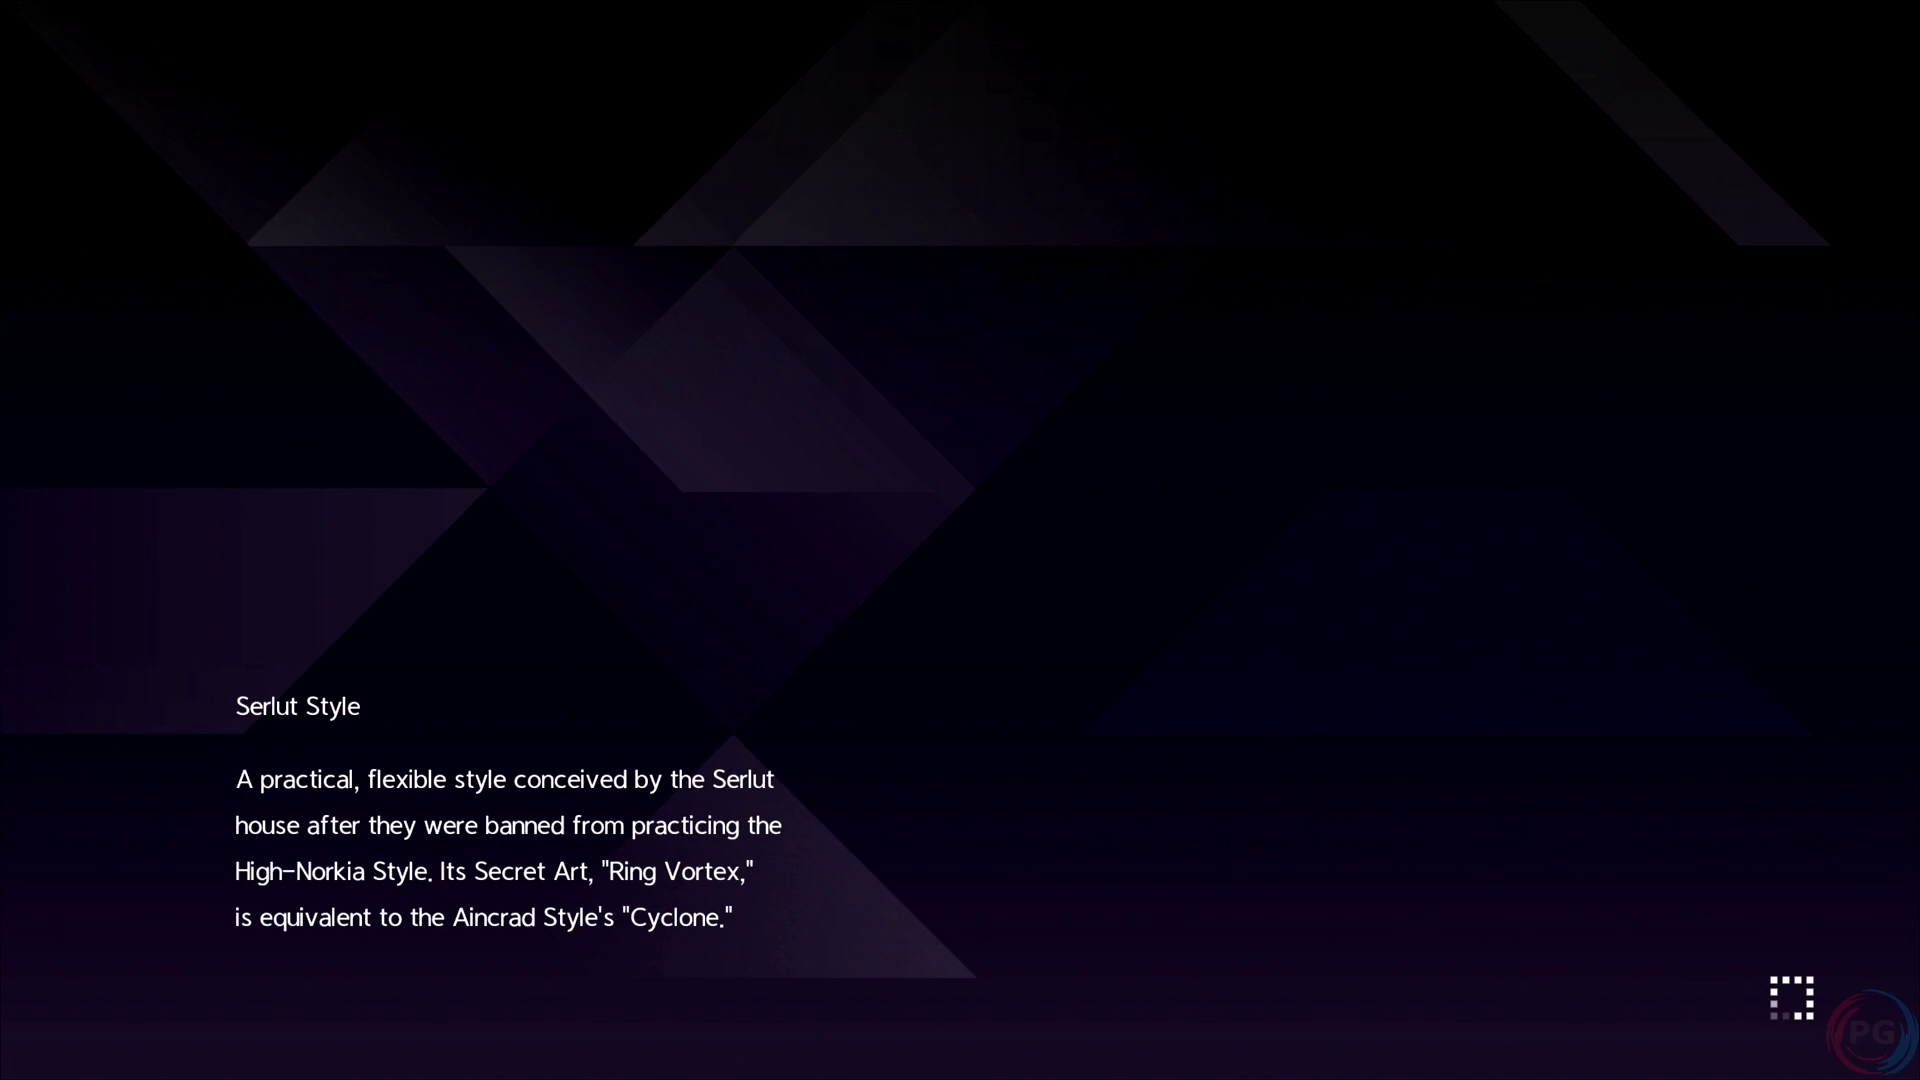 Serlut Style
A practical, flexible style conceived by the Serlut
house after they were banned from practicing the
High-Norkia Style. Its Secret Art, "Ring Vortex,"
is equivalent to the Aincrad Style's "Cyclone."
PG